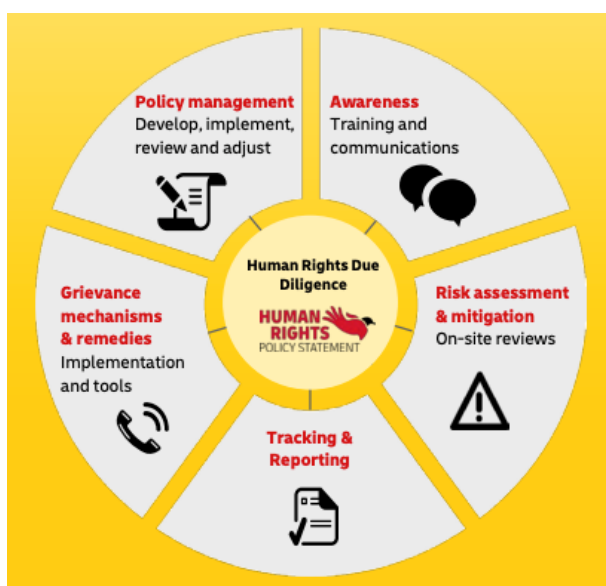 Policy management
Develop, implement,
review and adjust
Awareness
Training and
communications
Human Rights Due
Diligence
HUMAN
RIGHTS
POLICY STATEMENT
Grievance
mechanisms
& remedies
Implementation
and tools
Risk assessment
& mitigation
On-site reviews
Tracking &
Reporting